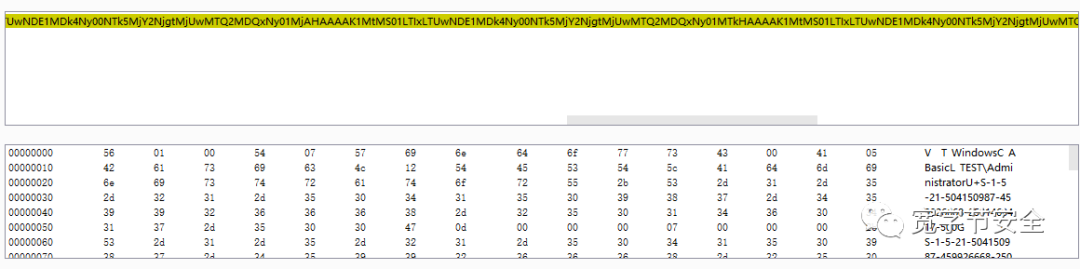 UwNDE1MDk4Ny00NTk5MjY2NjgtMjUwMTQ2MDQxNy01MjAHAAAAK1MtMS01LTIxLTUwNDE1MDk4Ny00NTk5MjY2NjgtMjUwMTQ2MDQxNy01MTkHAAAAK1MtMS01LTIxLTUwNDE1MDk4Ny00NTk5MjY2NjgtMjUwMTQ
00000000 56 01 00 54 07 57 69 6e 64 6f 77 73 43 00 41 05 V T WindowsC A
00000010 42 61 73 69 63 4c 12 54 45 53 54 5c 41 64 6d 69 BasicL TEST\Admi
00000020 6e 69 73 74 72 61 74 6f 72 55 2b 53 2d 31 2d 35 nistratorU+S-1-5
00000030 2d 32 31 2d 35 30 34 31 35 30 39 38 37 2d 34 35 -21-504150987-45
00000040 39 39 32 36 36 36 38 2d 32 35 30 31 34 36 30
00000050 31 37 2d 35 30 30 47 0d 00 00 00 07 00 00 00 17-500G
00000060 53 2d 31 2d 35 2d 32 31 2d 35 30 34 31 35 30 39 S-1-5-21-5041509
00000070 38 37 2d 34 35 39 39 32 36 36 36 38 2d 32 35 30 87-459926668-250
宽字节安全